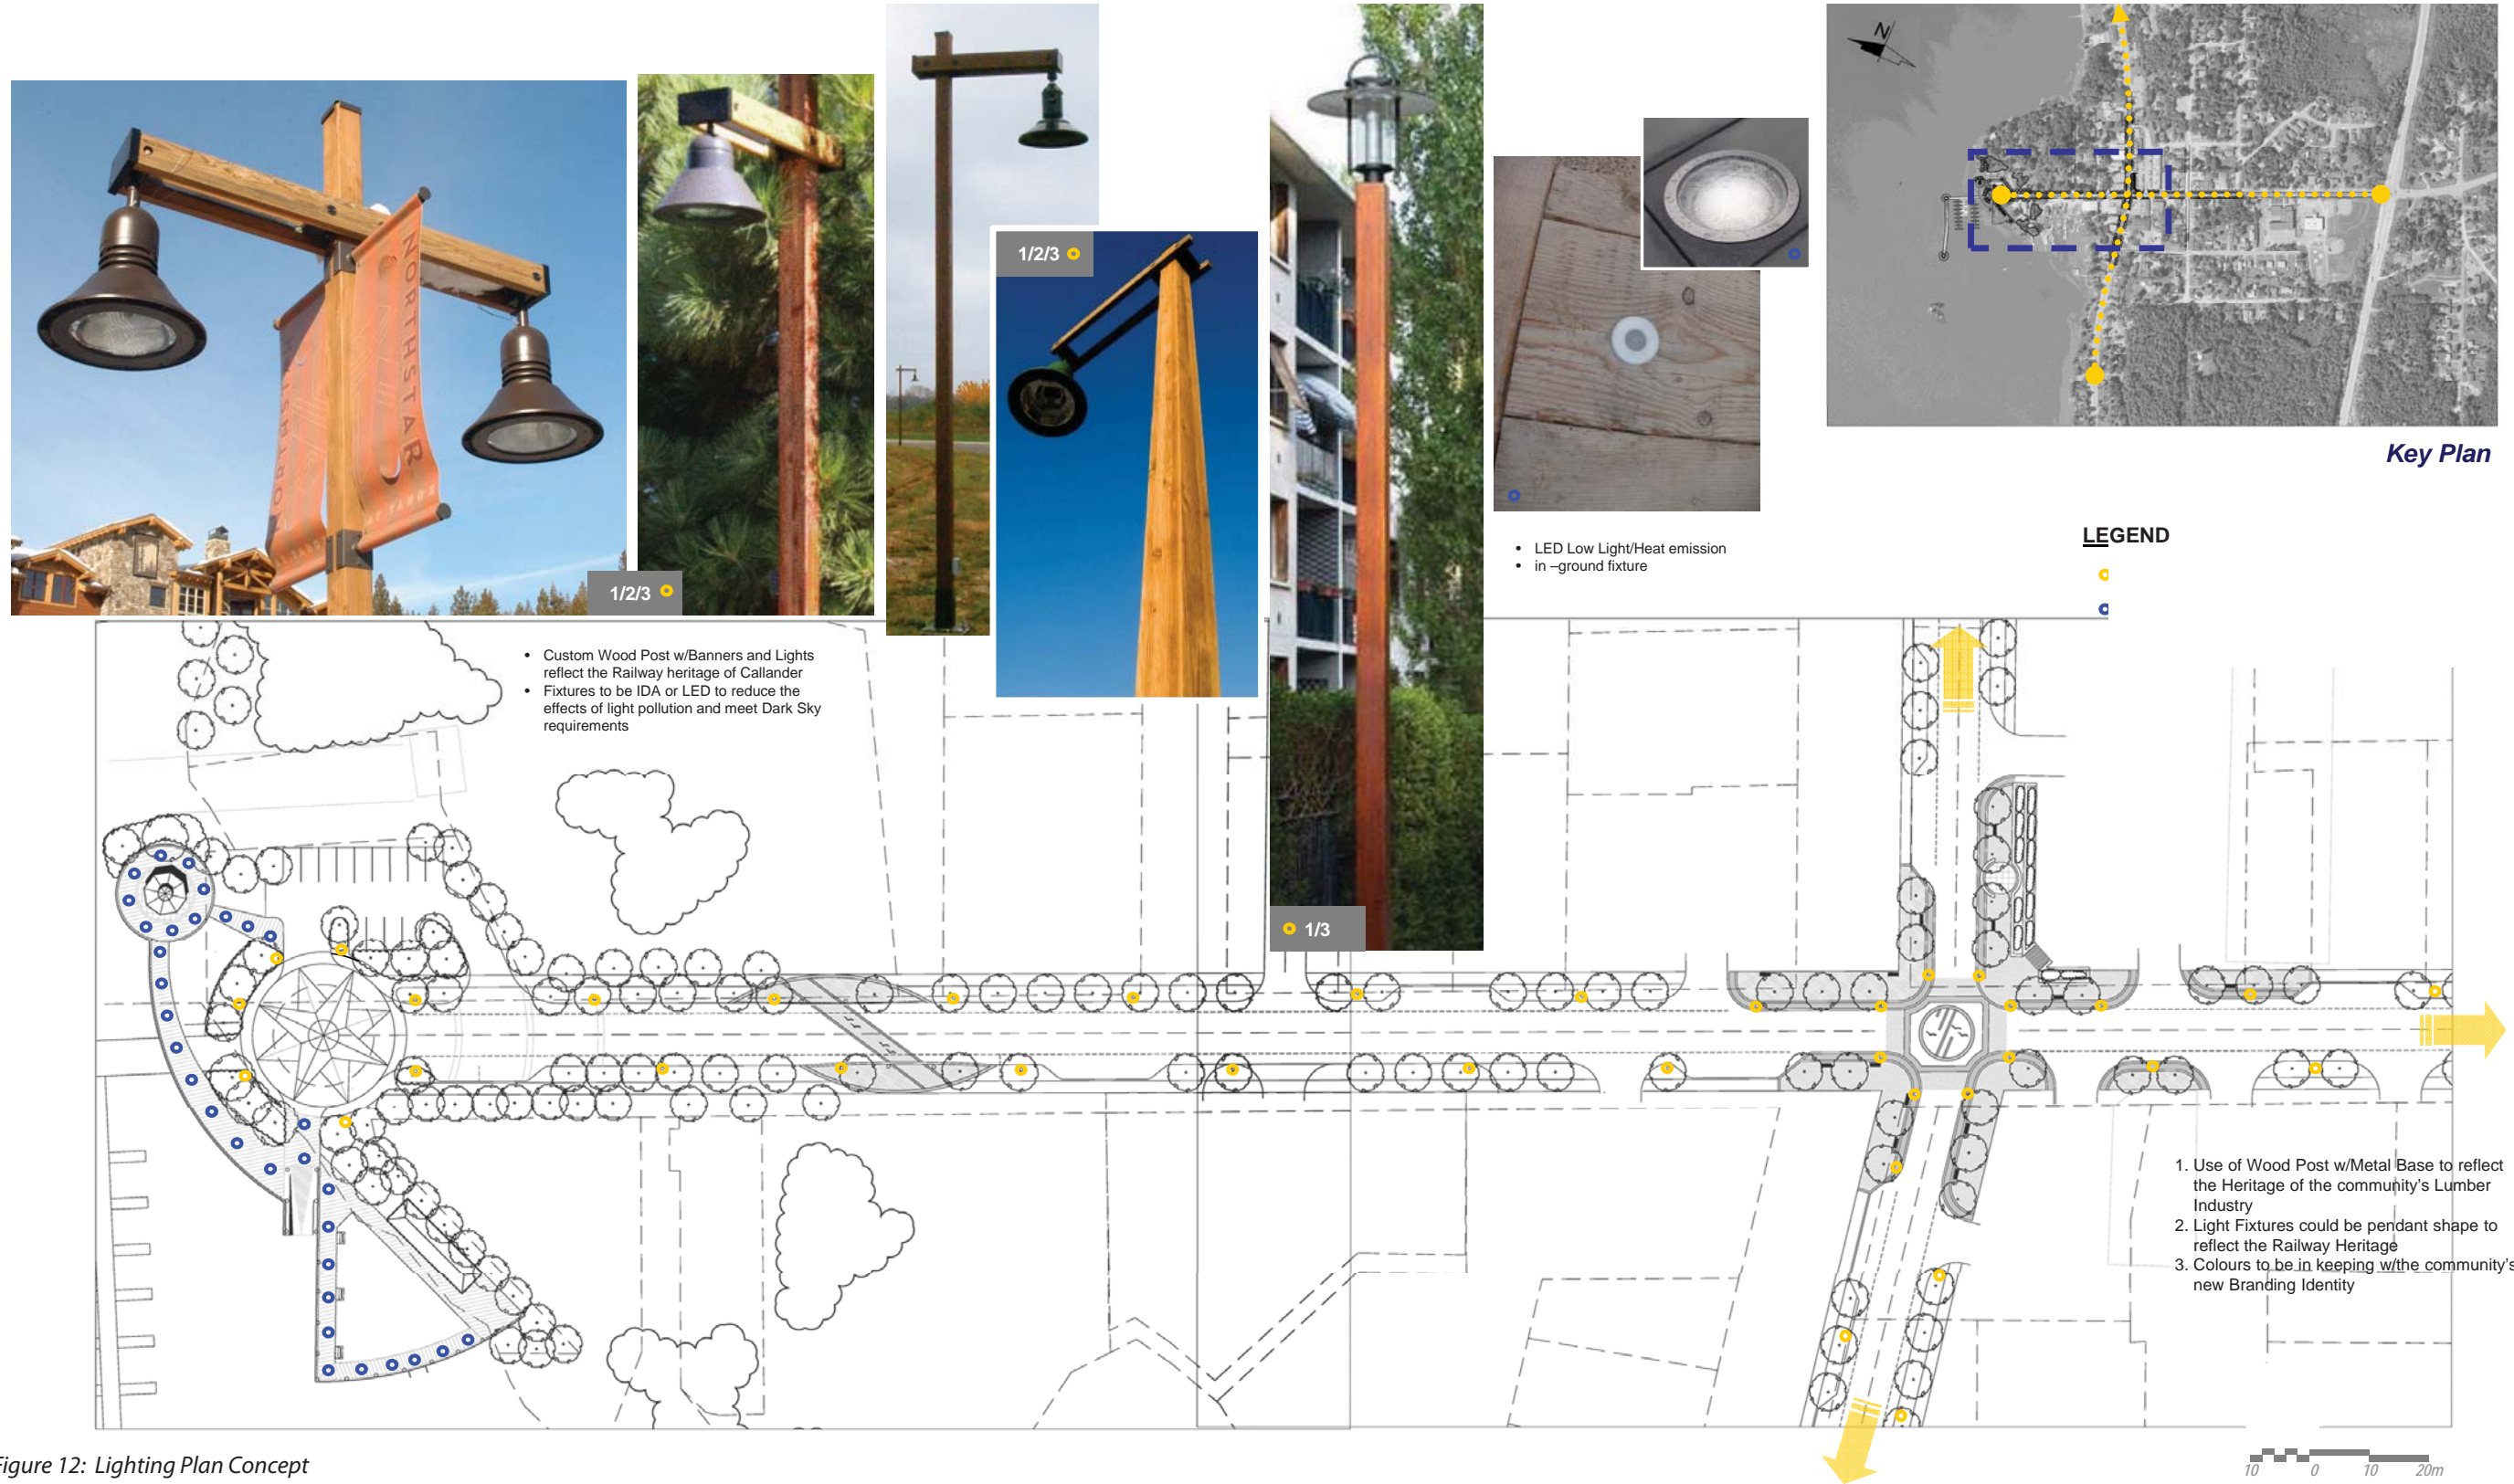 NORTHSTAR
N
1/2/3
1/2/3
1/3
Key Plan
LEGEND
• LED Low Light/Heat emission
• in –ground fixture
• Custom Wood Post w/Banners and Lights
reflect the Railway heritage of Callander
• Fixtures to be IDA or LED to reduce the
effects of light pollution and meet Dark Sky
requirements
1. Use of Wood Post w/Metal Base to reflect
the Heritage of the community's Lumber
Industry
2. Light Fixtures could be pendant shape to
reflect the Railway Heritage
3. Colours to be in keeping w/the community's
new Branding Identity
Figure 12: Lighting Plan Concept
10 0 10 20m